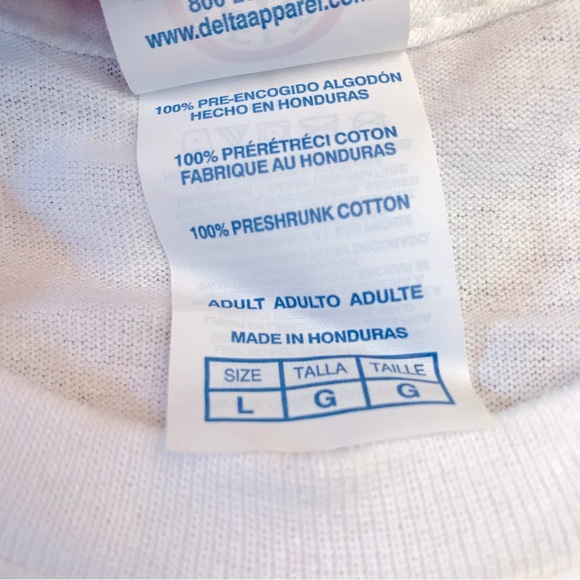 www.deltaapparel.com
100% PRE-ENCOGIDO ALGODÓN
HECHO EN HONDURAS
100% PRÉRÉTRÉCI COTON
FABRIQUE AU HONDURAS
100% PRESHRUNK COTTON
ADULT ADULTO ADULTE
MADE IN HONDURAS
SIZE TALLA TAILLE
L G G